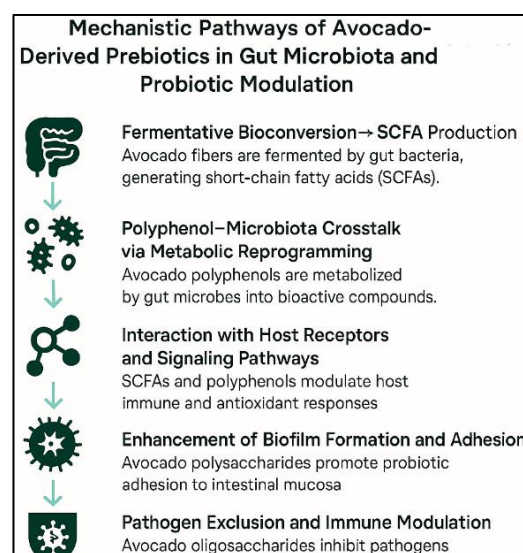 Mechanistic Pathways of Avocado-
Derived Prebiotics in Gut Microbiota and
Probiotic Modulation
Fermentative Bioconversion→ SCFA Production
Avocado fibers are fermented by gut bacteria,
generating short-chain fatty acids (SCFAs).
Polyphenol–Microbiota Crosstalk
via Metabolic Reprogramming
Avocado polyphenols are metabolized
by gut microbes into bioactive compounds.
Interaction with Host Receptors
and Signaling Pathways
SCFAs and polyphenols modulate host
immune and antioxidant responses
Enhancement of Biofilm Formation and Adhesion
Avocado polysaccharides promote probiotic
adhesion to intestinal mucosa
Pathogen Exclusion and Immune Modulation
Avocado oligosaccharides inhibit pathogens